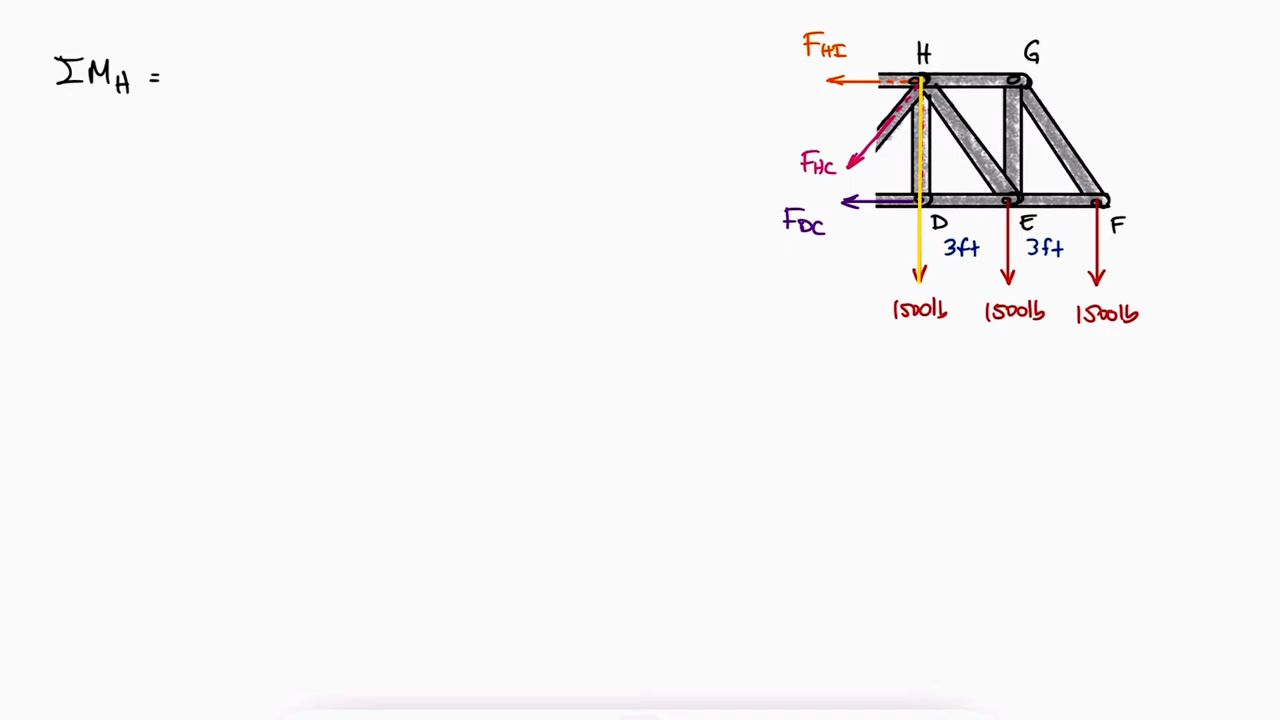 ΣM_H =
F_HI
H
G
F_HC
F_DC
D
E
F
3ft
3ft
1500lb
1500lb
1500lb